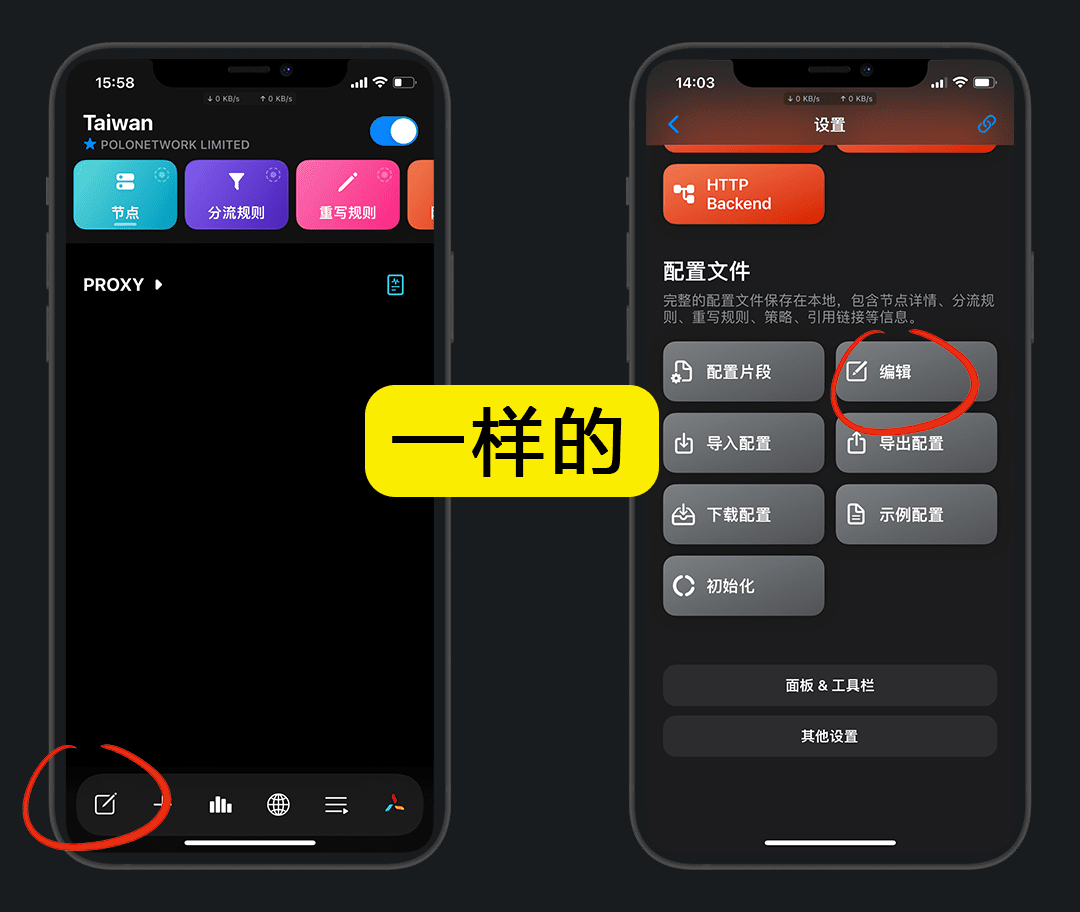 15:58
↓ 0 KB/s ↑ 0 KB/s
Taiwan
POLONETWORK LIMITED
节点
分流规则
重写规则
PROXY
一样的
14:03
↓ 0 KB/s ↑ 0 KB/s
设置
HTTP
Backend
配置文件
完整的配置文件保存在本地，包含节点详情、分流规
则、重写规则、策略、引用链接等信息。
配置片段
编辑
导入配置
导出配置
下载配置
示例配置
初始化
面板 & 工具栏
其他设置